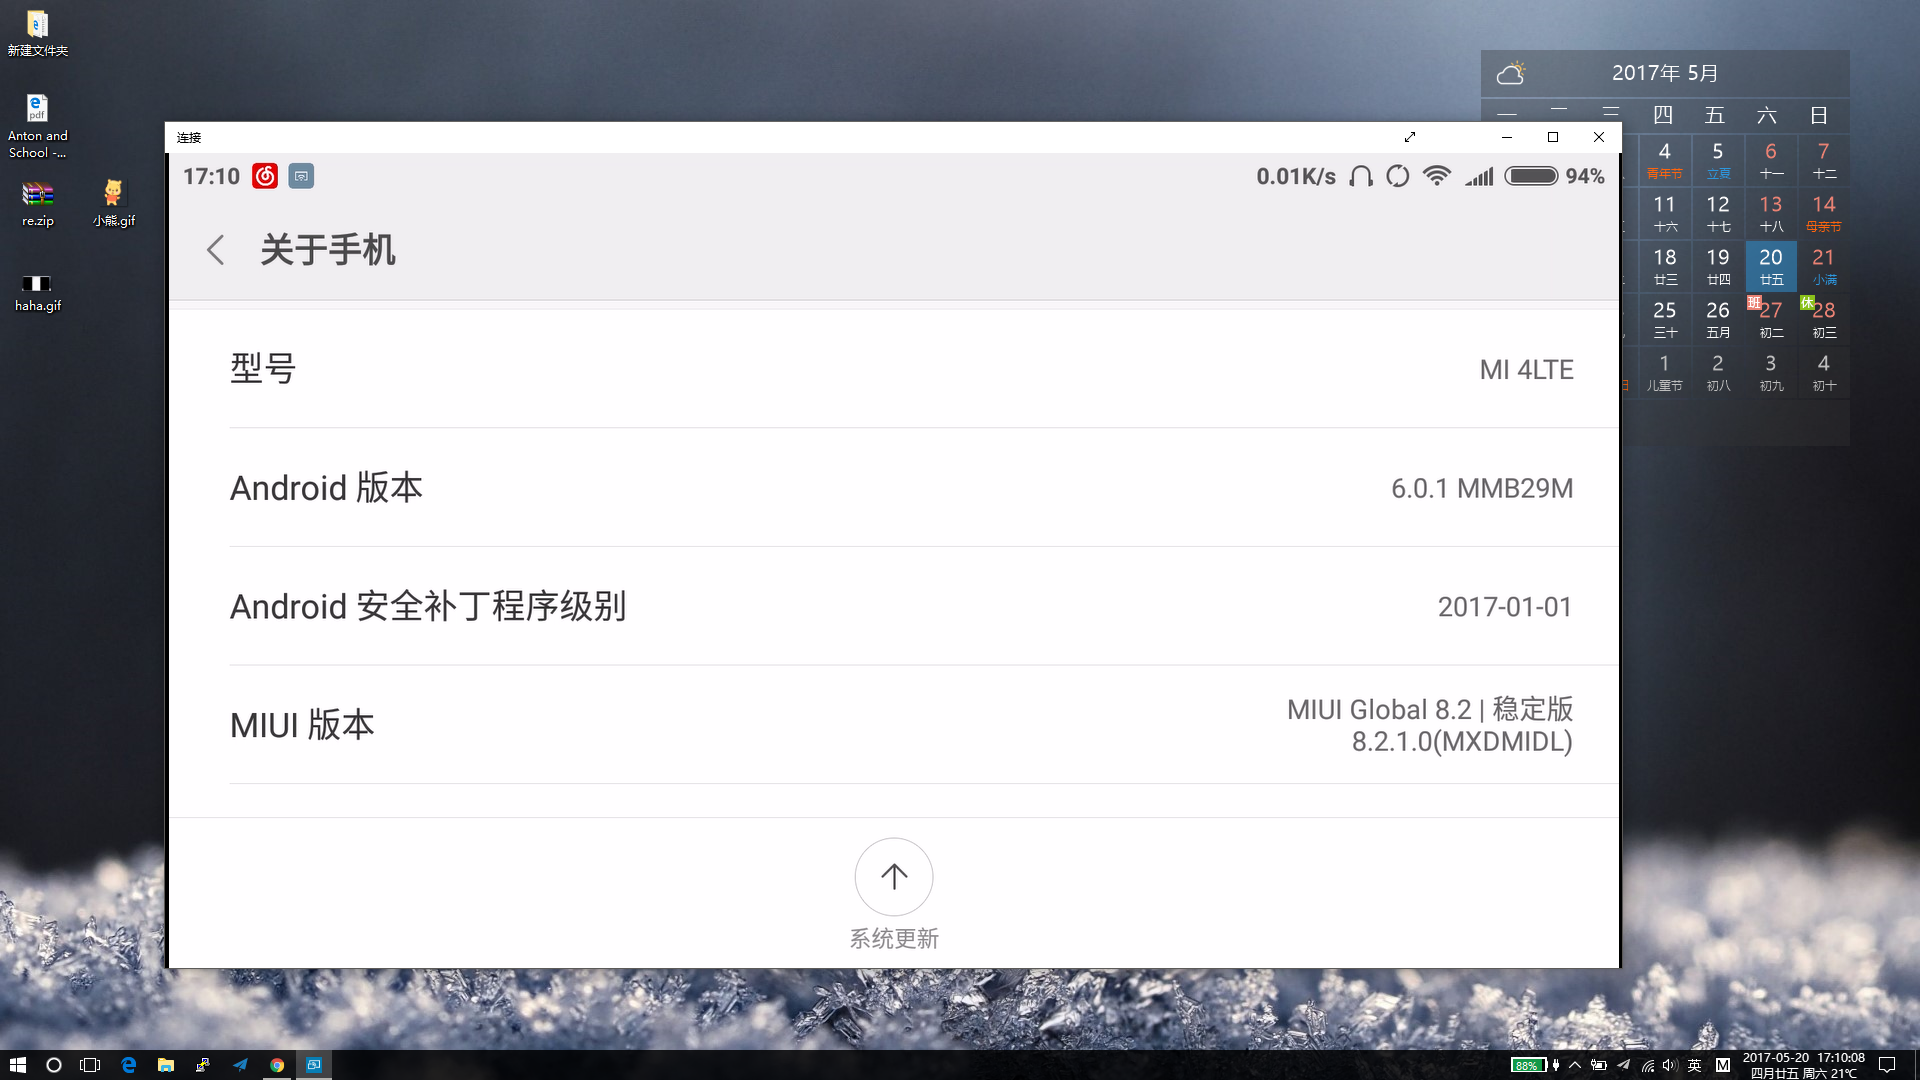 新建文件夹
Anton and
School -...
re.zip
小熊.gif
haha.gif
连接
17:10
0.01K/s
94%
关于手机
型号
MI 4LTE
Android 版本
6.0.1 MMB29M
Android 安全补丁程序级别
2017-01-01
MIUI 版本
MIUI Global 8.2 | 稳定版
8.2.1.0(MXDMIDL)
系统更新
2017年 5月
一 二 三 四 五 六 日
4 5 6 7
青年节 立夏 十一 十二
11 12 13 14
十六 十七 十八 母亲节
18 19 20 21
廿三 廿四 廿五 小满
25 26 班 27 休 28
三十 五月 初二 初三
1 2 3 4
儿童节 初八 初九 初十
88%
英
M
2017-05-20 17:10:08
四月廿五 周六 21℃